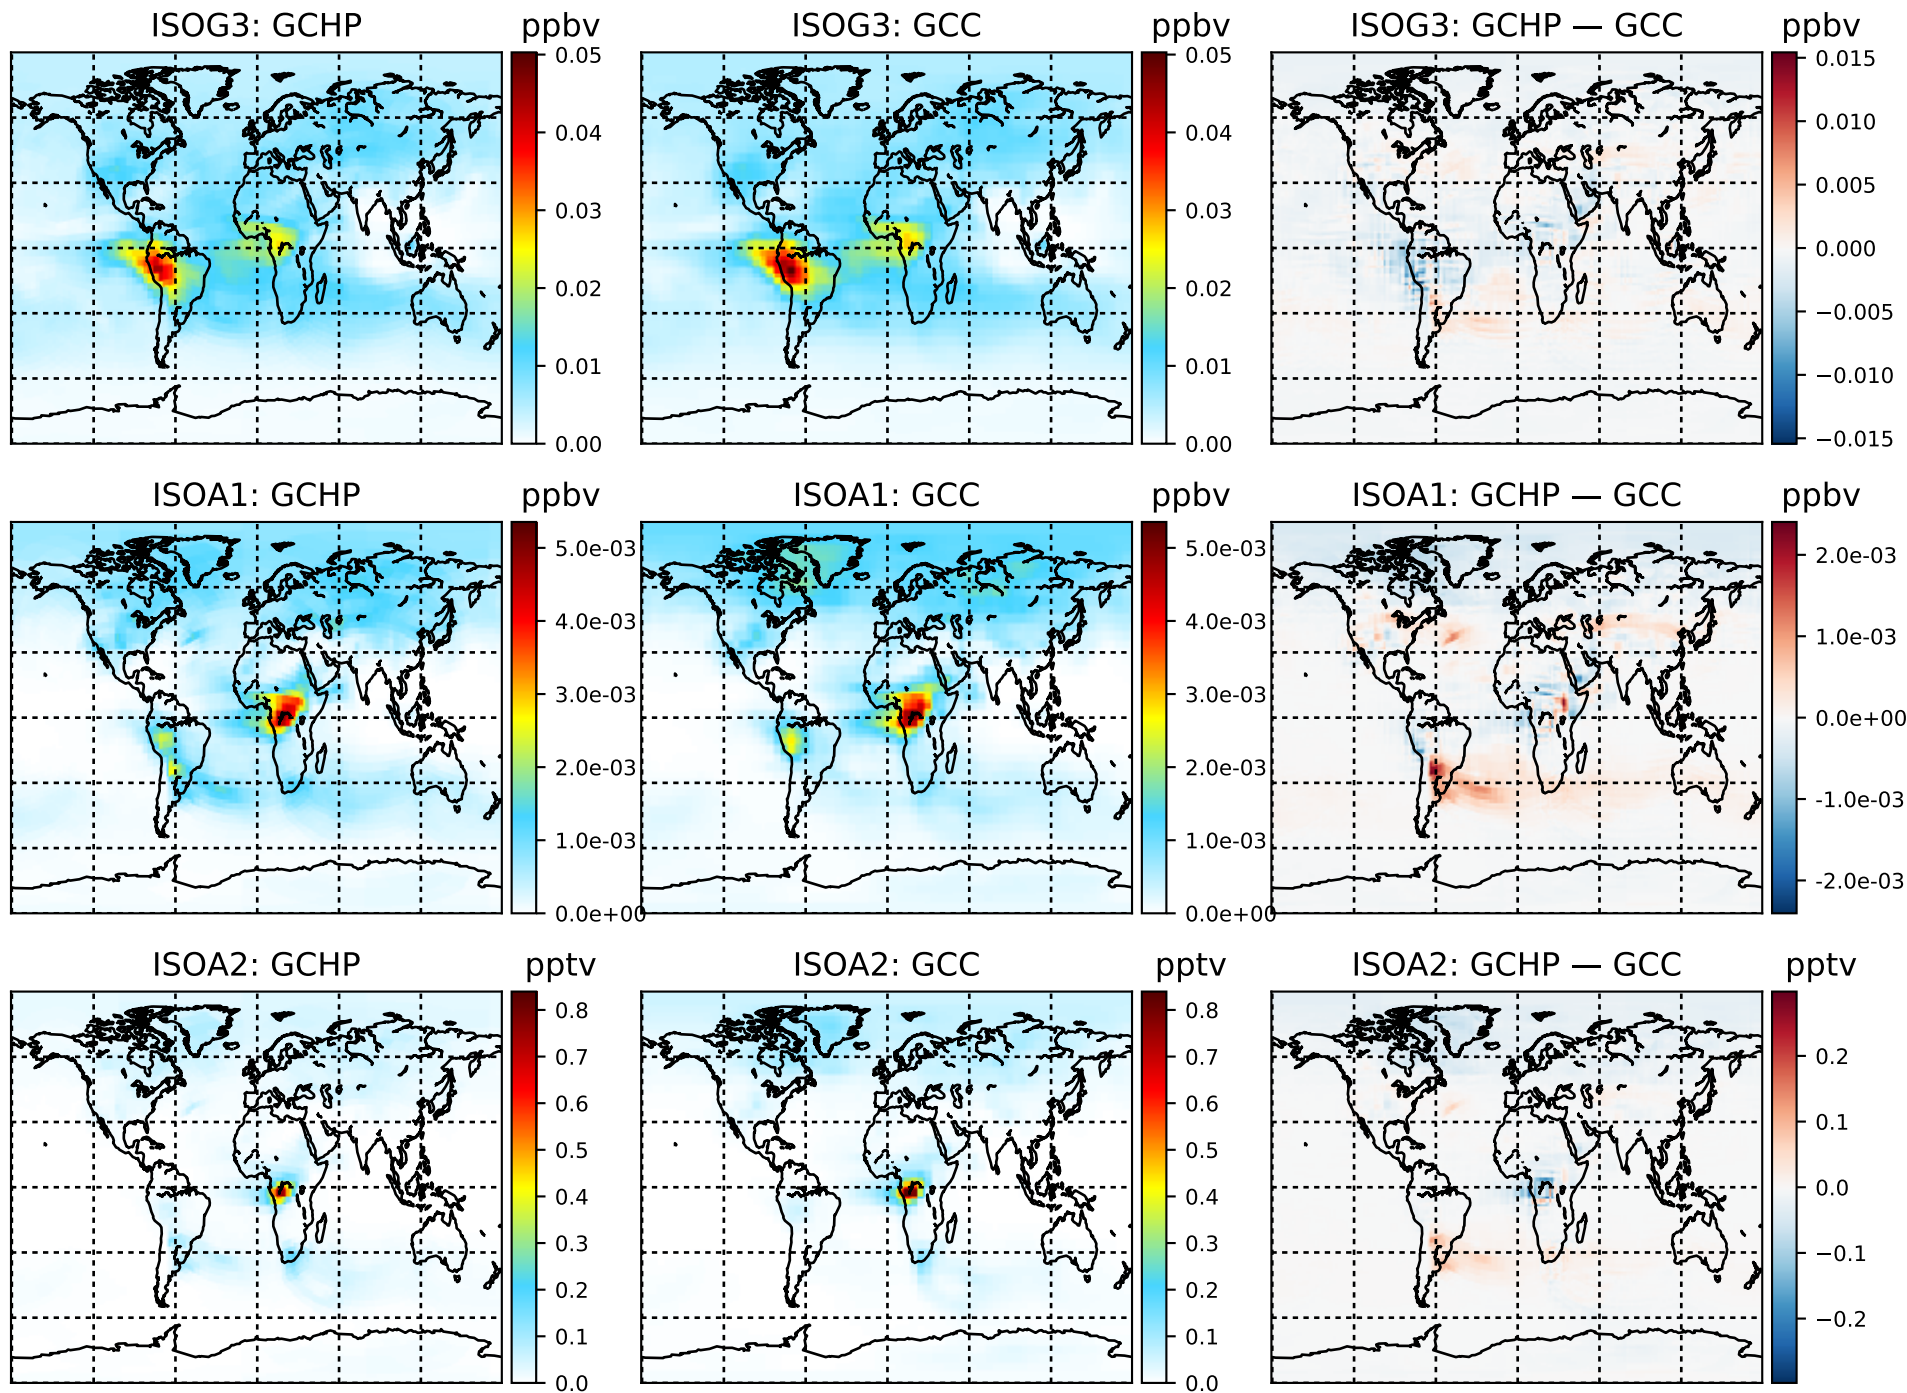 ISOG3: GCHP ppbv ISOG3: GCC ppbv ISOG3: GCHP — GCC ppbv
0.05 0.05 0.015
0.04 0.04 0.010
0.03 0.03 0.005
0.02 0.02 0.000
0.01 0.01 −0.005
0.00 0.00 −0.010
−0.015
ISOA1: GCHP ppbv ISOA1: GCC ppbv ISOA1: GCHP — GCC ppbv
5.0e-03 5.0e-03 2.0e-03
4.0e-03 4.0e-03 1.0e-03
3.0e-03 3.0e-03 0.0e+00
2.0e-03 2.0e-03 -1.0e-03
1.0e-03 1.0e-03 -2.0e-03
0.0e+00 0.0e+00
ISOA2: GCHP pptv ISOA2: GCC pptv ISOA2: GCHP — GCC pptv
0.8 0.8
0.7 0.7 0.2
0.6 0.6 0.1
0.5 0.5 0.0
0.4 0.4 −0.1
0.3 0.3 −0.2
0.2 0.2
0.1 0.1
0.0 0.0